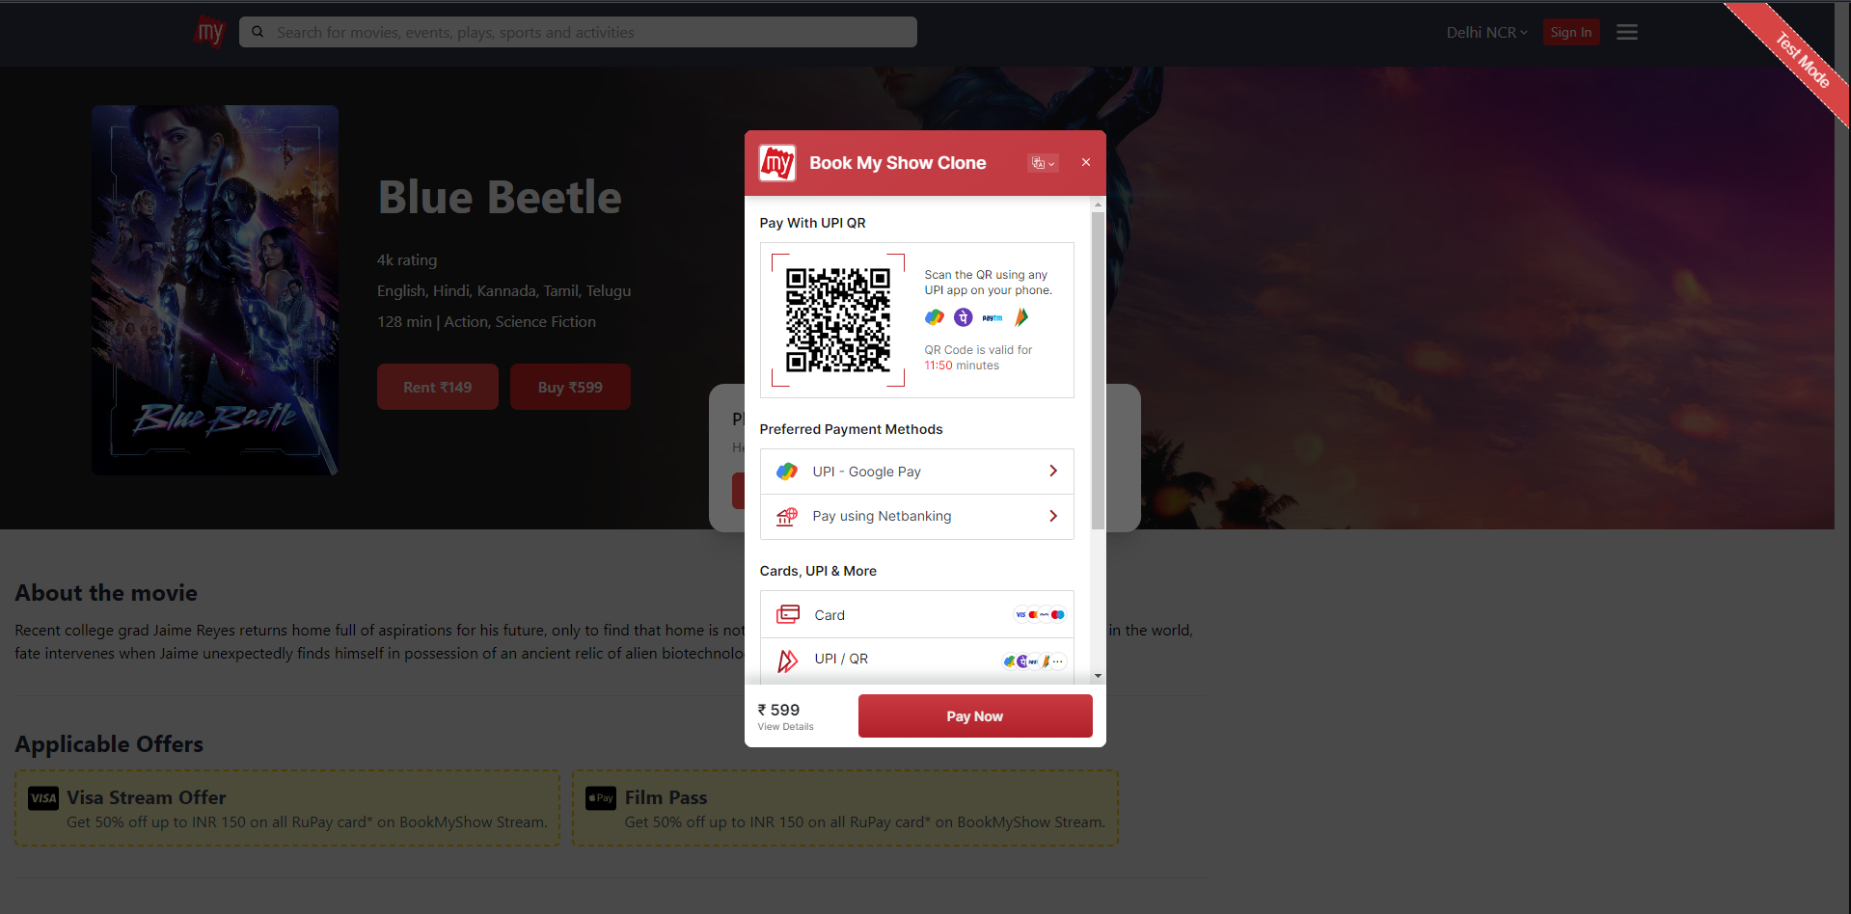 my
Search for movies, events, plays, sports and activities
Delhi NCR
Sign In
Test Mode
Blue Beetle
Blue Beetle
4k rating
English, Hindi, Kannada, Tamil, Telugu
128 min | Action, Science Fiction
Rent ₹149
Buy ₹599
my
Book My Show Clone
Pay With UPI QR
Scan the QR using any
UPI app on your phone.
paytm
QR Code is valid for
11:50 minutes
Preferred Payment Methods
UPI - Google Pay
Pay using Netbanking
Cards, UPI & More
Card
VISA
UPI / QR
₹ 599
View Details
Pay Now
About the movie
Recent college grad Jaime Reyes returns home full of aspirations for his future, only to find that home is not
in the world,
fate intervenes when Jaime unexpectedly finds himself in possession of an ancient relic of alien biotechnolo
Applicable Offers
VISA
Visa Stream Offer
Get 50% off up to INR 150 on all RuPay card* on BookMyShow Stream.
Pay
Film Pass
Get 50% off up to INR 150 on all RuPay card* on BookMyShow Stream.